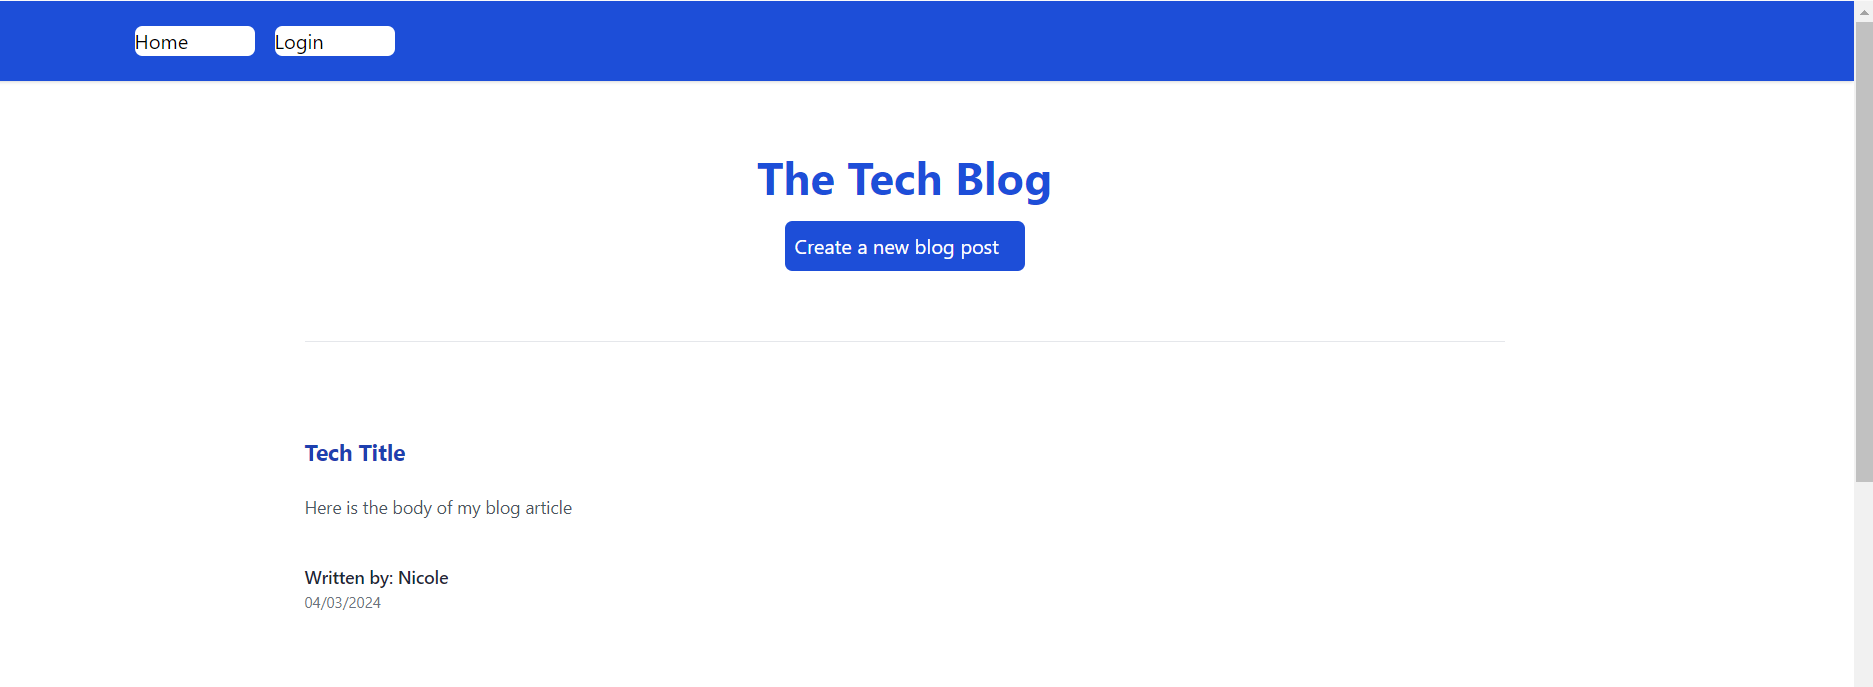 Home Login
The Tech Blog
Create a new blog post
Tech Title
Here is the body of my blog article
Written by: Nicole
04/03/2024